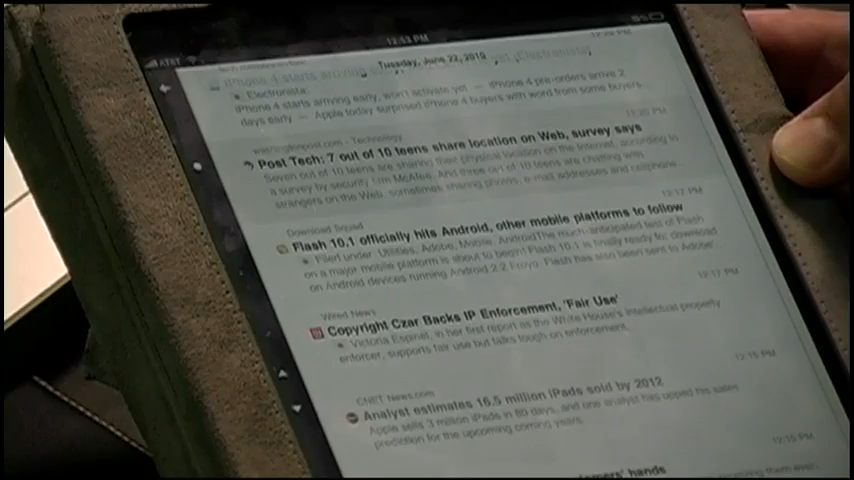 AT&T
12:53 PM
Tuesday, June 22, 2010
iPhone 4 starts arriving
Electronista:
iPhone 4 starts arriving early, won't activate yet — iPhone 4 pre-orders arrive 2
days early — Apple today surprised iPhone 4 buyers with word from some buyers...
12:20 PM
washingtonpost.com - Technology
Post Tech: 7 out of 10 teens share location on Web, survey says
Seven out of 10 teens are sharing their physical location on the Internet, according to
a survey by security firm McAfee. And three out of 10 teens are chatting with
strangers on the Web, sometimes sharing photos, e-mail addresses and cellphone...
12:17 PM
Download Squad
Flash 10.1 officially hits Android, other mobile platforms to follow
Filed under: Utilities, Adobe, Mobile, AndroidThe much-anticipated test of Flash
on a major mobile platform is about to begin! Flash 10.1 is finally ready to download
on Android devices running Android 2.2 Froyo. Flash has also been sent to Adobe'
12:17 PM
Wired News
Copyright Czar Backs IP Enforcement, 'Fair Use'
Victoria Espinel, in her first report as the White House's intellectual property
enforcer, supports fair use but talks tough on enforcement.
12:15 PM
CNET News.com
Analyst estimates 16.5 million iPads sold by 2012
Apple sells 3 million iPads in 80 days, and one analyst has upped his sales
prediction for the upcoming coming years.
12:10 PM
hands